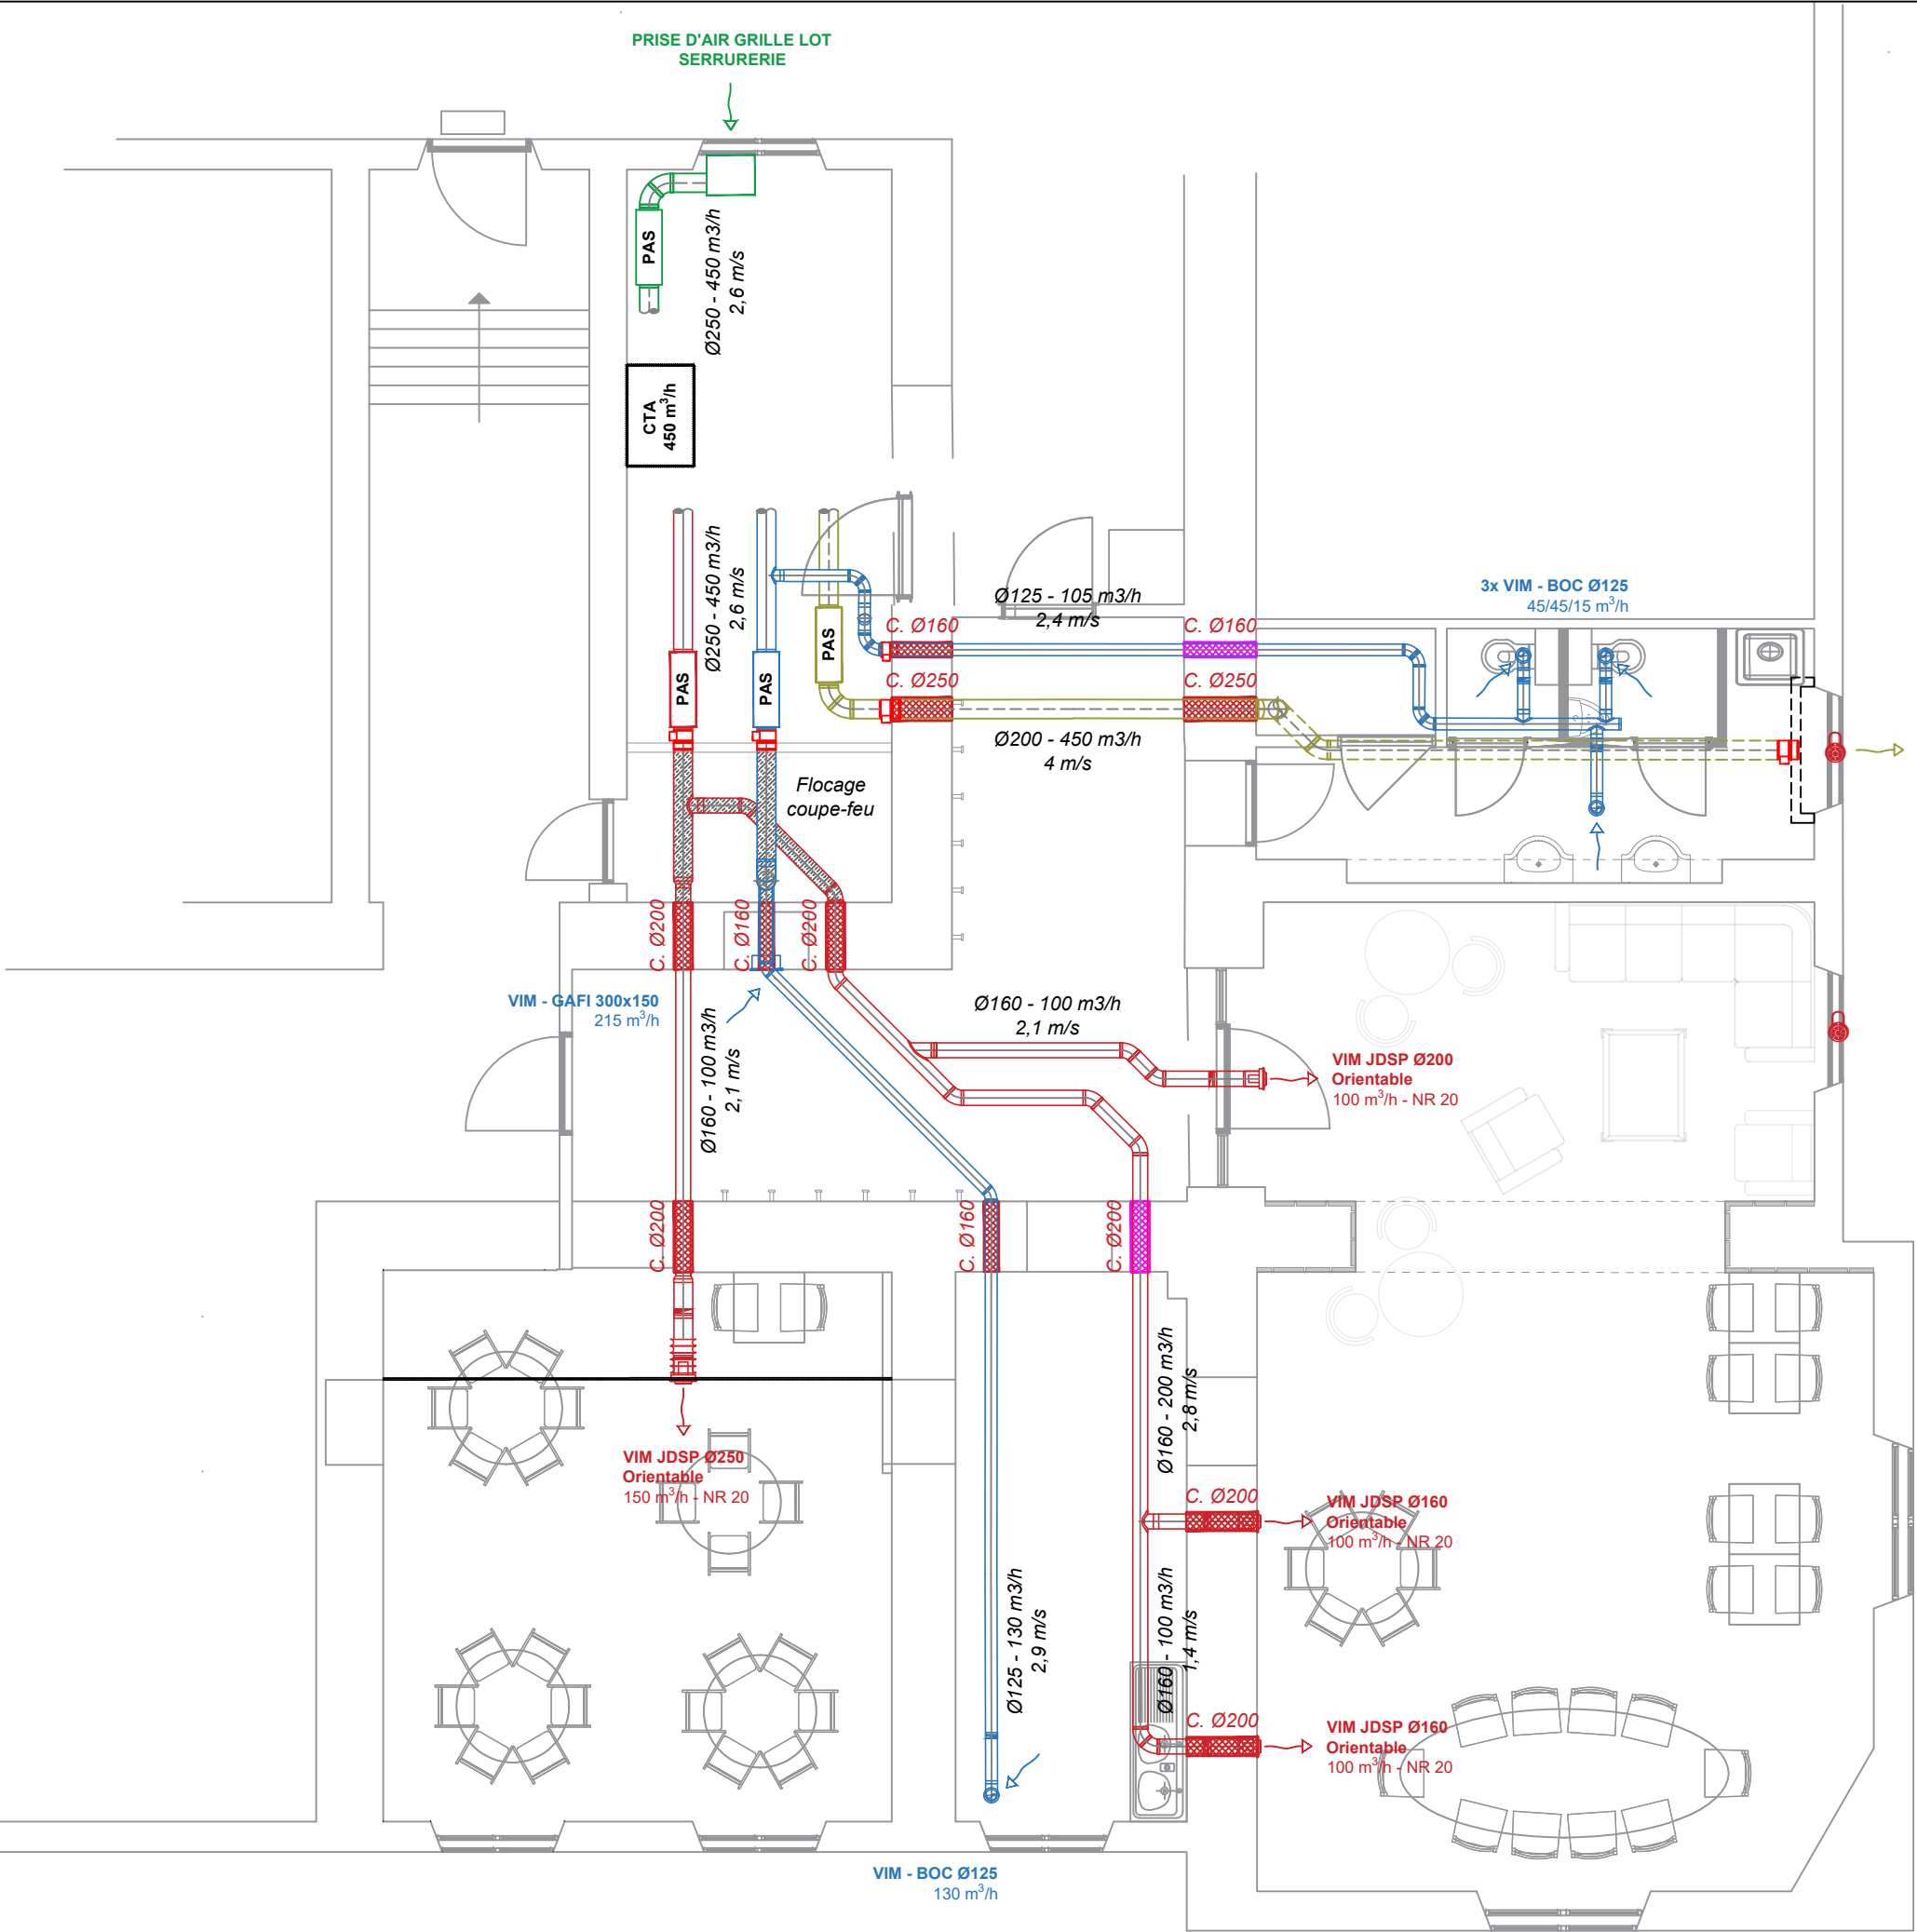 PRISE D'AIR GRILLE LOT
SERRURERIE
PAS
Ø250 - 450 m3/h
2,6 m/s
CTA
450 m³/h
Ø250 - 450 m3/h
2,6 m/s
PAS
PAS
PAS
Ø125 - 105 m3/h
2,4 m/s
C. Ø160
C. Ø160
C. Ø250
C. Ø250
Ø200 - 450 m3/h
4 m/s
3x VIM - BOC Ø125
45/45/15 m³/h
Flocage
coupe-feu
C. Ø200
C. Ø160
C. Ø200
VIM - GAFI 300x150
215 m³/h
Ø160 - 100 m3/h
2,1 m/s
Ø160 - 100 m3/h
2,1 m/s
VIM JDSP Ø200
Orientable
100 m³/h - NR 20
C. Ø200
C. Ø160
C. Ø200
Ø160 - 200 m3/h
2,8 m/s
VIM JDSP Ø250
Orientable
150 m³/h - NR 20
C. Ø200
VIM JDSP Ø160
Orientable
100 m³/h - NR 20
Ø125 - 130 m3/h
2,9 m/s
Ø160 - 100 m3/h
1,4 m/s
C. Ø200
VIM JDSP Ø160
Orientable
100 m³/h - NR 20
VIM - BOC Ø125
130 m³/h